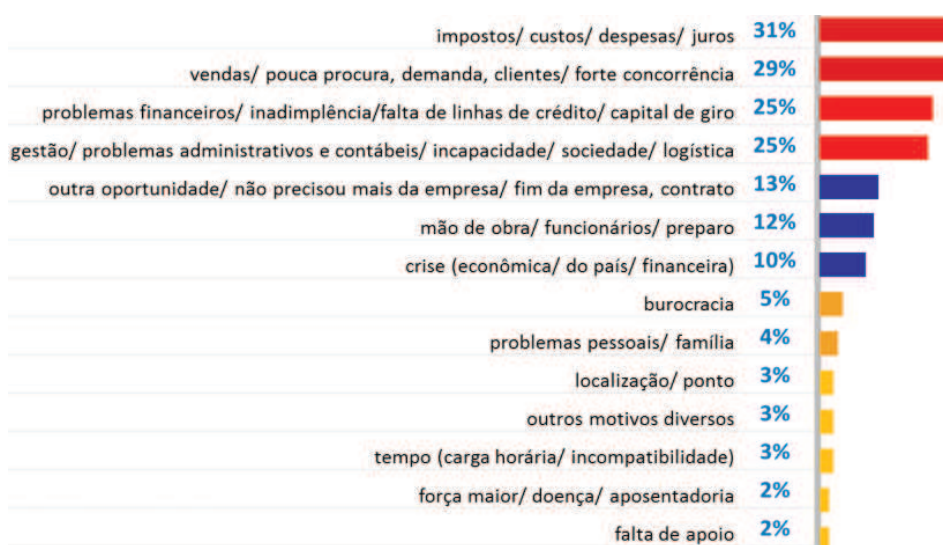 impostos/ custos/ despesas/ juros 31%
vendas/ pouca procura, demanda, clientes/ forte concorrência 29%
problemas financeiros/ inadimplência/falta de linhas de crédito/ capital de giro 25%
gestão/ problemas administrativos e contábeis/ incapacidade/ sociedade/ logística 25%
outra oportunidade/ não precisou mais da empresa/ fim da empresa, contrato 13%
mão de obra/ funcionários/ preparo 12%
crise (econômica/ do país/ financeira) 10%
burocracia 5%
problemas pessoais/ família 4%
localização/ ponto 3%
outros motivos diversos 3%
tempo (carga horária/ incompatibilidade) 3%
força maior/ doença/ aposentadoria 2%
falta de apoio 2%